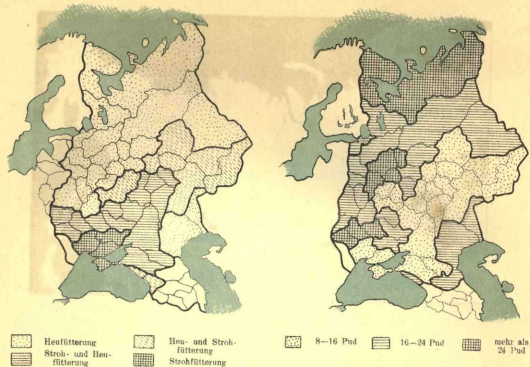 Heufütterung
Stroh- und Heu-
fütterung
Heu- und Stroh-
fütterung
Strohfütterung
8—16 Pud
16—24 Pud
mehr als
24 Pud